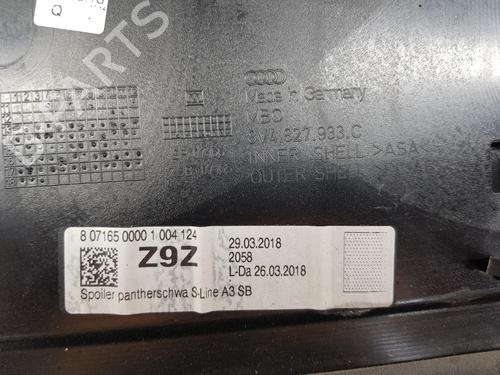 Q
Made in Germany
MBC
8V4.827.933.C
INNER SHELL >ASA
OUTER SHELL
8 07165 0000 1 004 124
Z9Z
29.03.2018
2058
L-Da 26.03.2018
Spoiler pantherschwa S-Line A3 SB